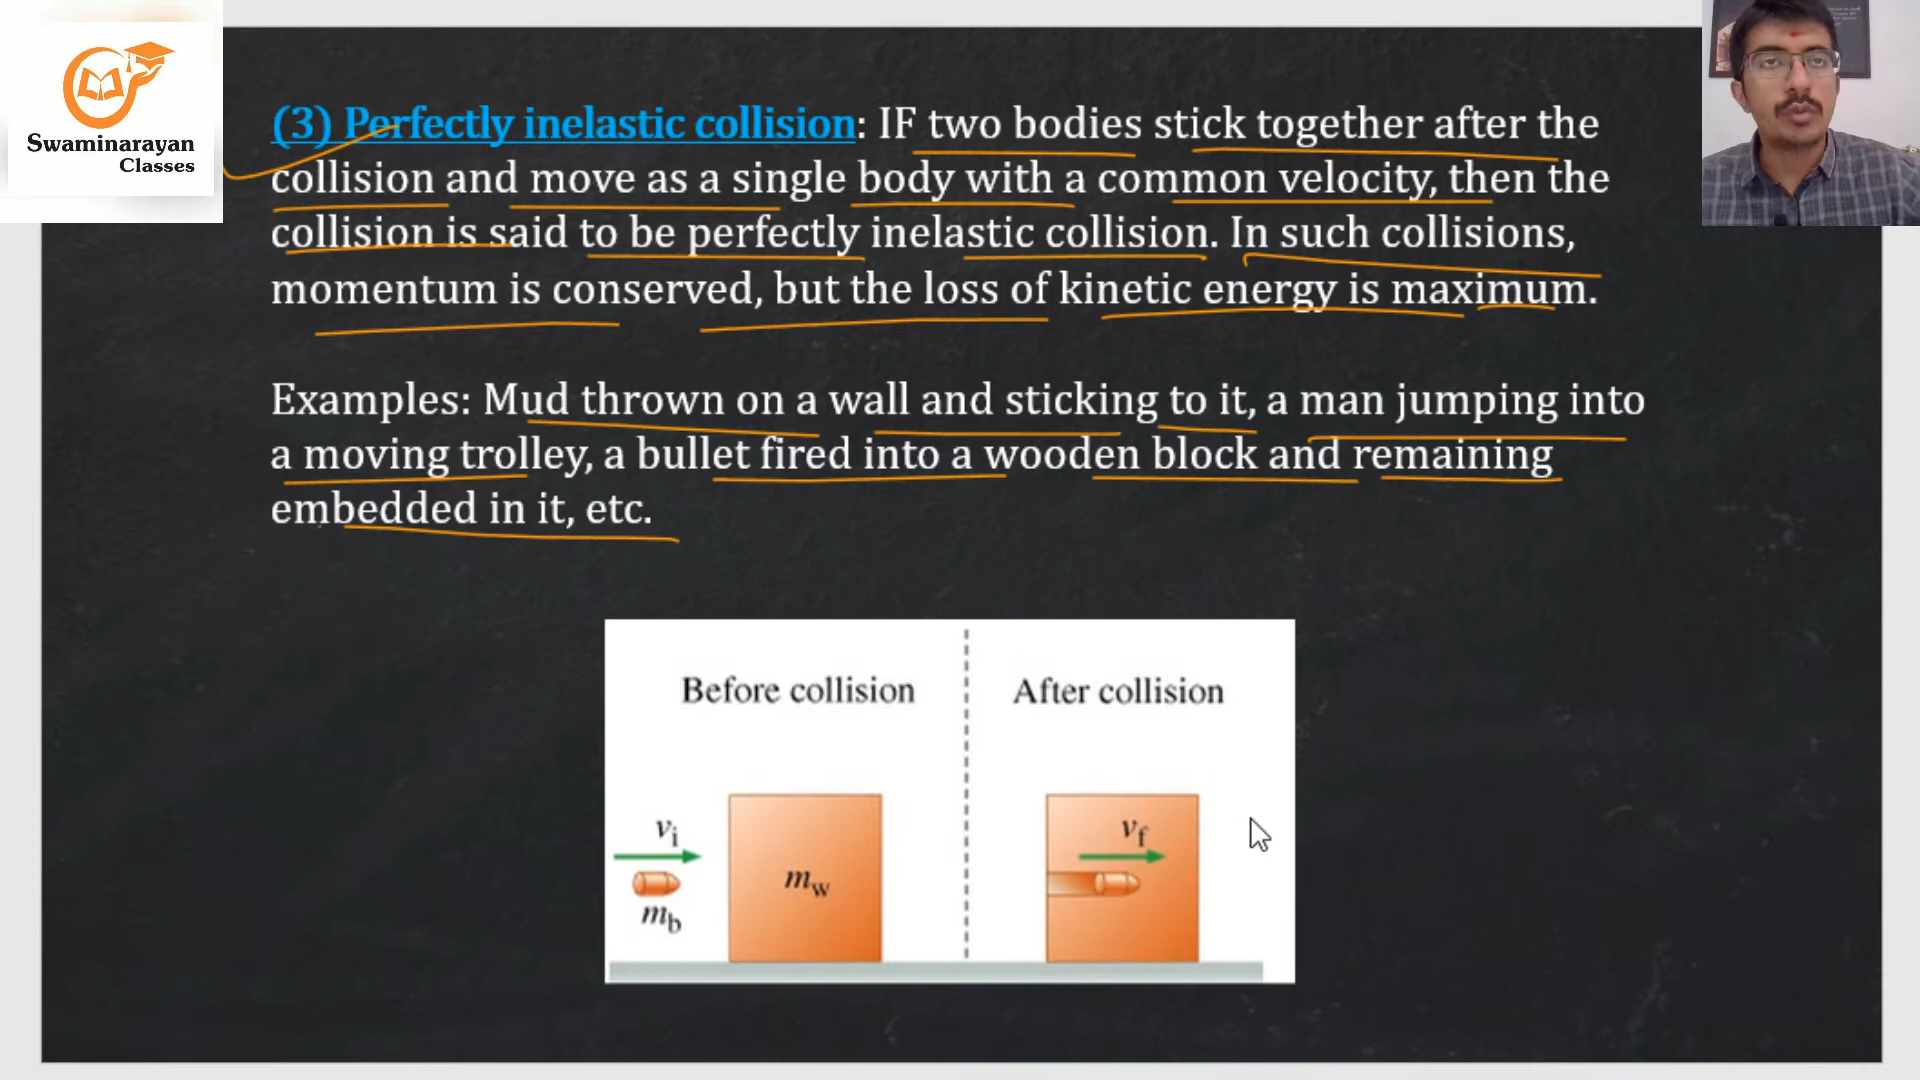 Swaminarayan
Classes
(3) Perfectly inelastic collision: IF two bodies stick together after the
collision and move as a single body with a common velocity, then the
collision is said to be perfectly inelastic collision. In such collisions,
momentum is conserved, but the loss of kinetic energy is maximum.
Examples: Mud thrown on a wall and sticking to it, a man jumping into
a moving trolley, a bullet fired into a wooden block and remaining
embedded in it, etc.
Before collision
After collision
vi
mb
mw
vf